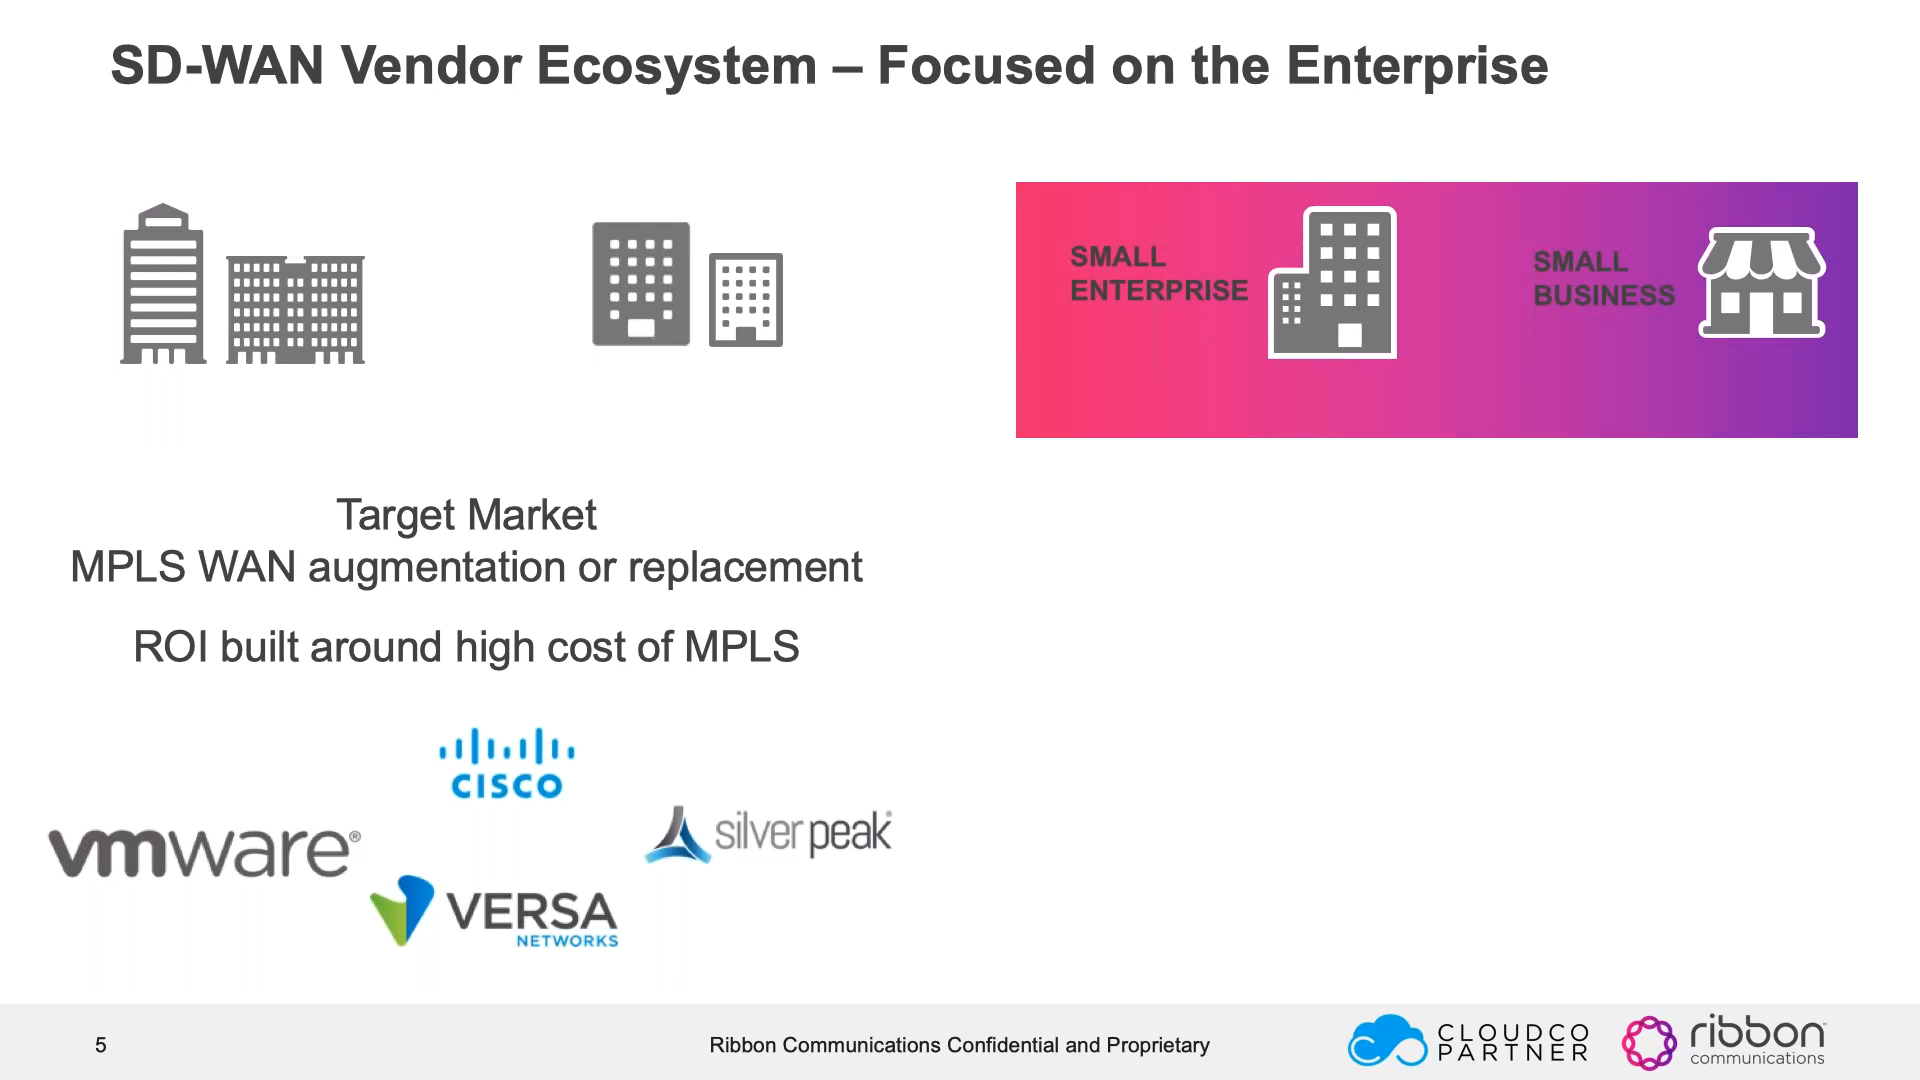 SD-WAN Vendor Ecosystem – Focused on the Enterprise
SMALL
ENTERPRISE
SMALL
BUSINESS
Target Market
MPLS WAN augmentation or replacement
ROI built around high cost of MPLS
CISCO
vmware®
silver peak
VERSA
NETWORKS
5
Ribbon Communications Confidential and Proprietary
CLOUDCO
PARTNER
ribbon
communications